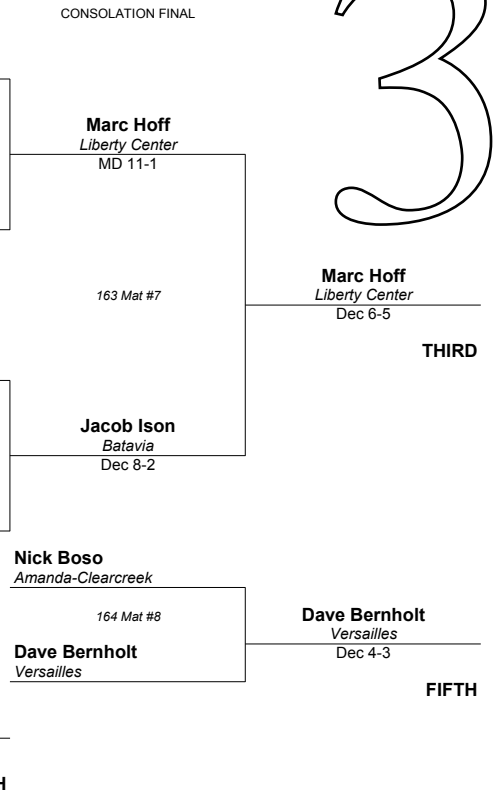 CONSOLATION FINAL
3
Marc Hoff
Liberty Center
MD 11-1
163 Mat #7
Marc Hoff
Liberty Center
Dec 6-5
THIRD
Jacob Ison
Batavia
Dec 8-2
Nick Boso
Amanda-Clearcreek
164 Mat #8
Dave Bernholt
Versailles
Dave Bernholt
Versailles
Dec 4-3
FIFTH
H